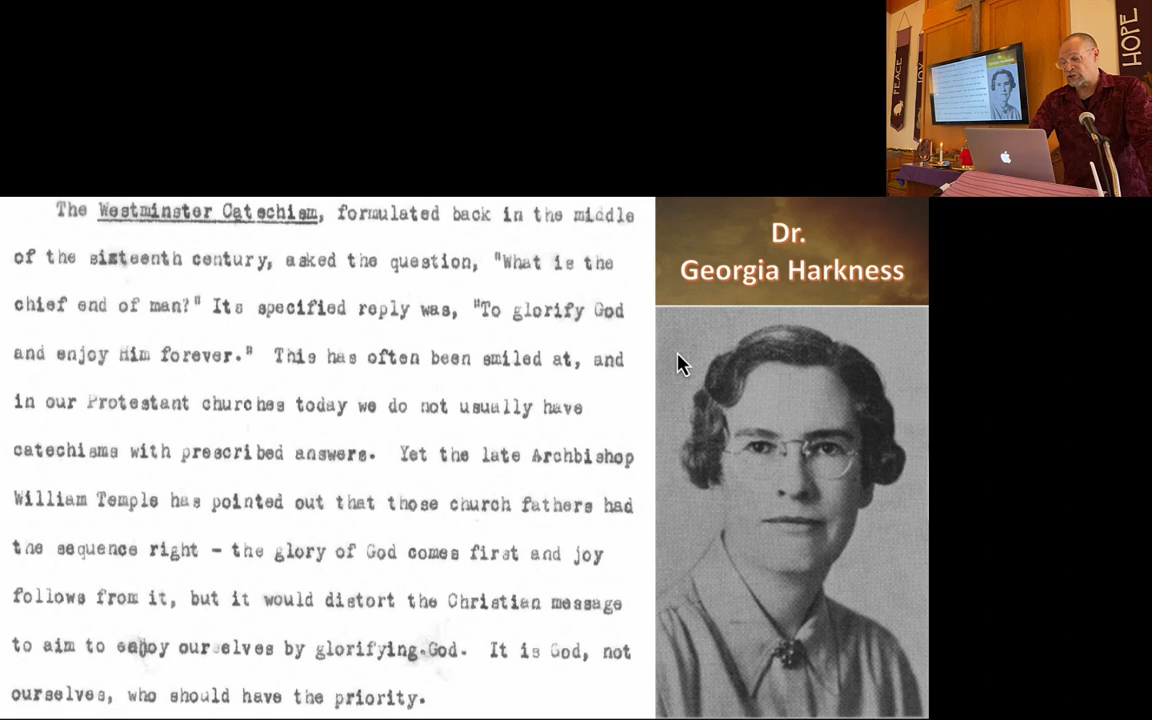 PEACE
JOY
HOPE
Dr.
Georgia Harkness
The Westminster Catechism, formulated back in the middle
of the sixteenth century, asked the question, "What is the
chief end of man?" Its specified reply was, "To glorify God
and enjoy Him forever." This has often been smiled at, and
in our Protestant churches today we do not usually have
catechisms with prescribed answers. Yet the late Archbishop
William Temple has pointed out that those church fathers had
the sequence right - the glory of God comes first and joy
follows from it, but it would distort the Christian message
to aim to enjoy ourselves by glorifying God. It is God, not
ourselves, who should have the priority.
Dr.
Georgia Harkness